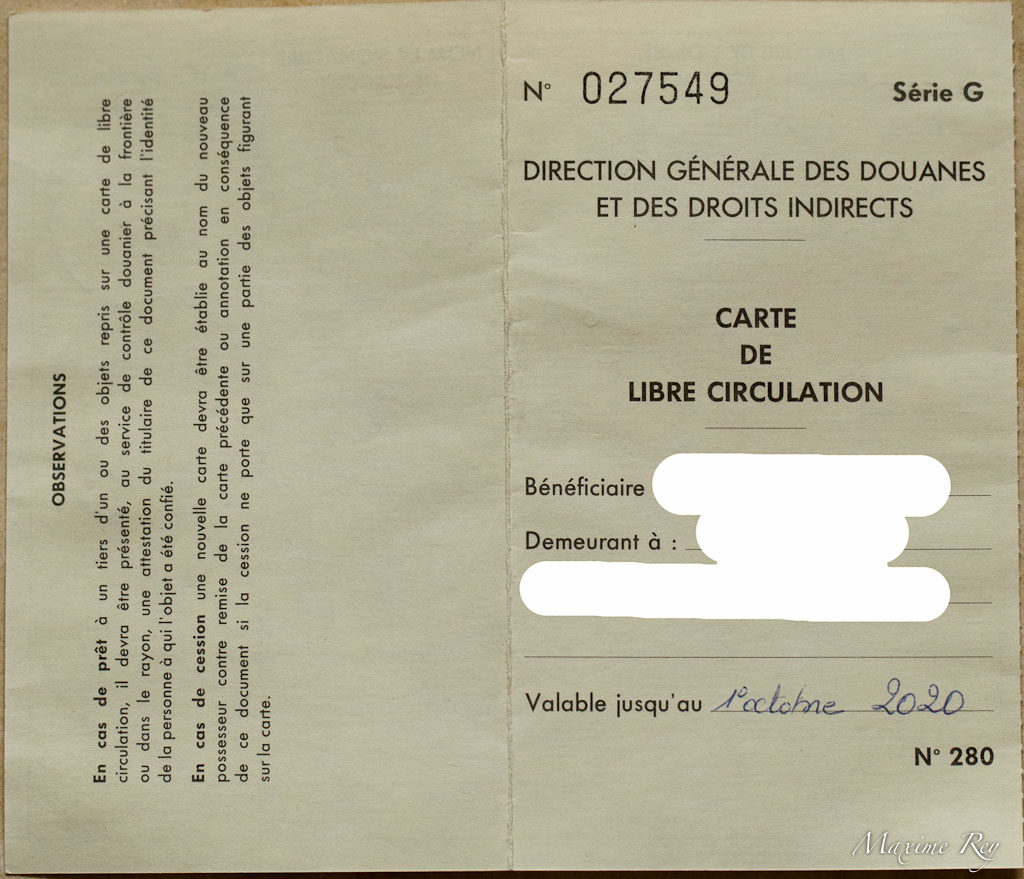 OBSERVATIONS
En cas de prêt à un tiers d'un ou des objets repris sur une carte de libre
circulation, il devra être présenté, au service de contrôle douanier à la frontière
ou dans le rayon, une attestation du titulaire de ce document précisant l'identité
de la personne à qui l'objet a été confié.
En cas de cession une nouvelle carte devra être établie au nom du nouveau
possesseur contre remise de la carte précédente ou annotation en conséquence
de ce document si la cession ne porte que sur une partie des objets figurant
sur la carte.
N° 027549 Série G
DIRECTION GÉNÉRALE DES DOUANES
ET DES DROITS INDIRECTS
CARTE
DE
LIBRE CIRCULATION
Bénéficiaire
Demeurant à :
Valable jusqu'au 1er octobre 2020
N° 280
Maxime Rey